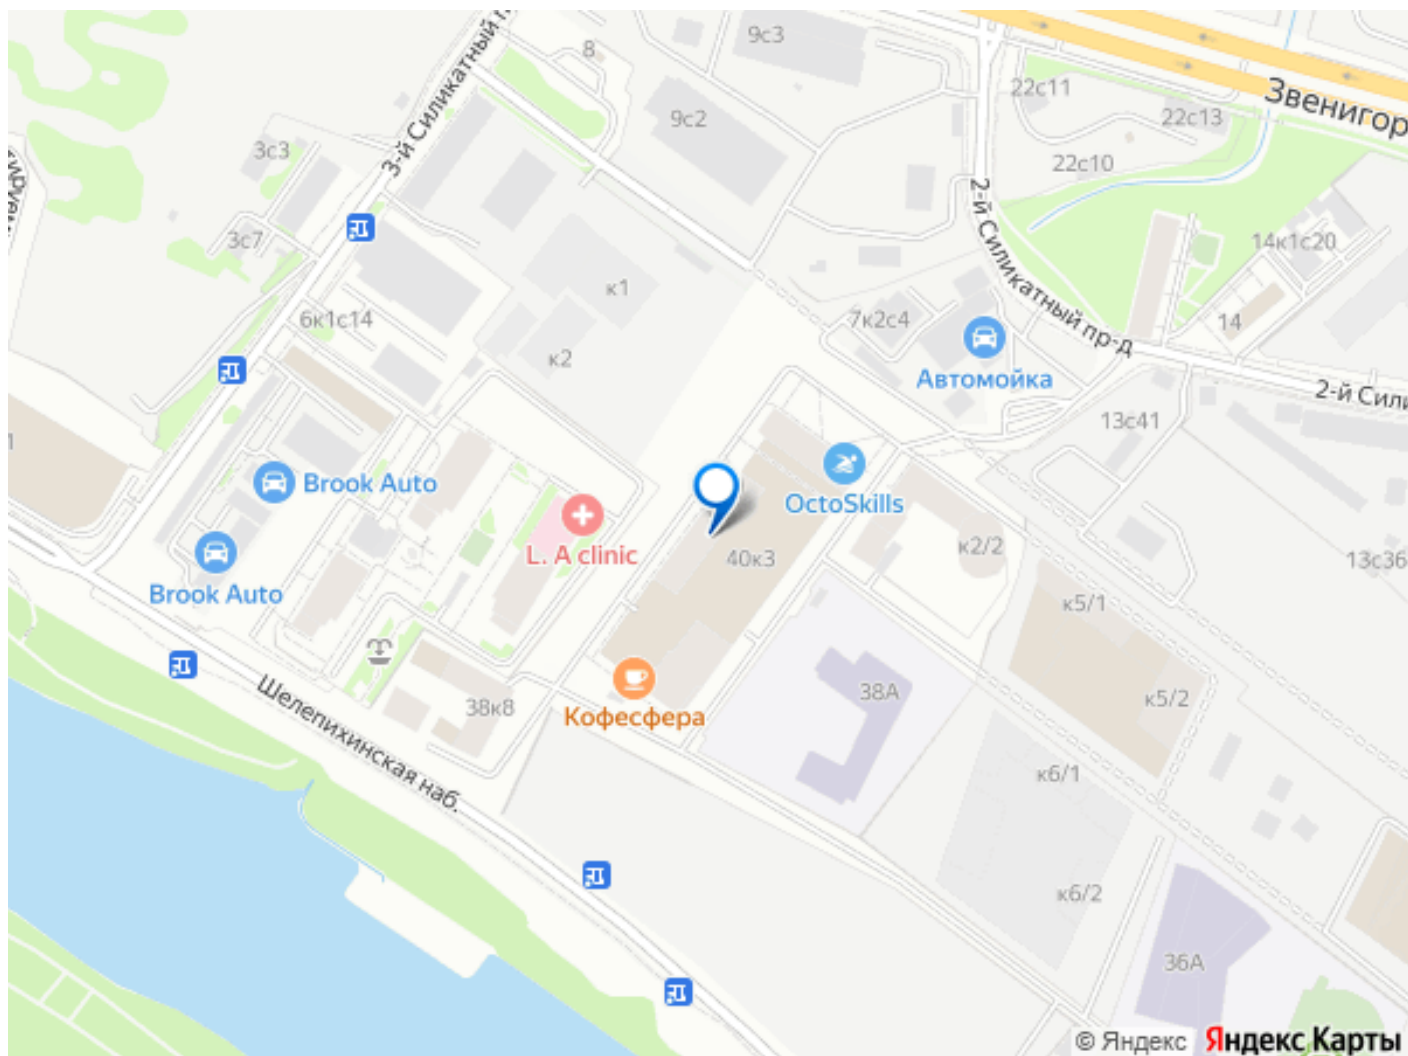 8
9с3
22с11
Звенигор
22с13
9с2
3-й Силикатный п
3с3
22с10
2-й Силикатный пр-д
3с7
14к1с20
к1
6к1с14
7к2с4
14
к2
Автомойка
2-й Сили
13с41
1
Brook Auto
OctoSkills
L. A clinic
40к3
к2/2
13с36
Brook Auto
к5/1
Шелепихинская наб.
38А
к5/2
38к8
Кофесфера
к6/1
к6/2
36А
© Яндекс Яндекс Карты